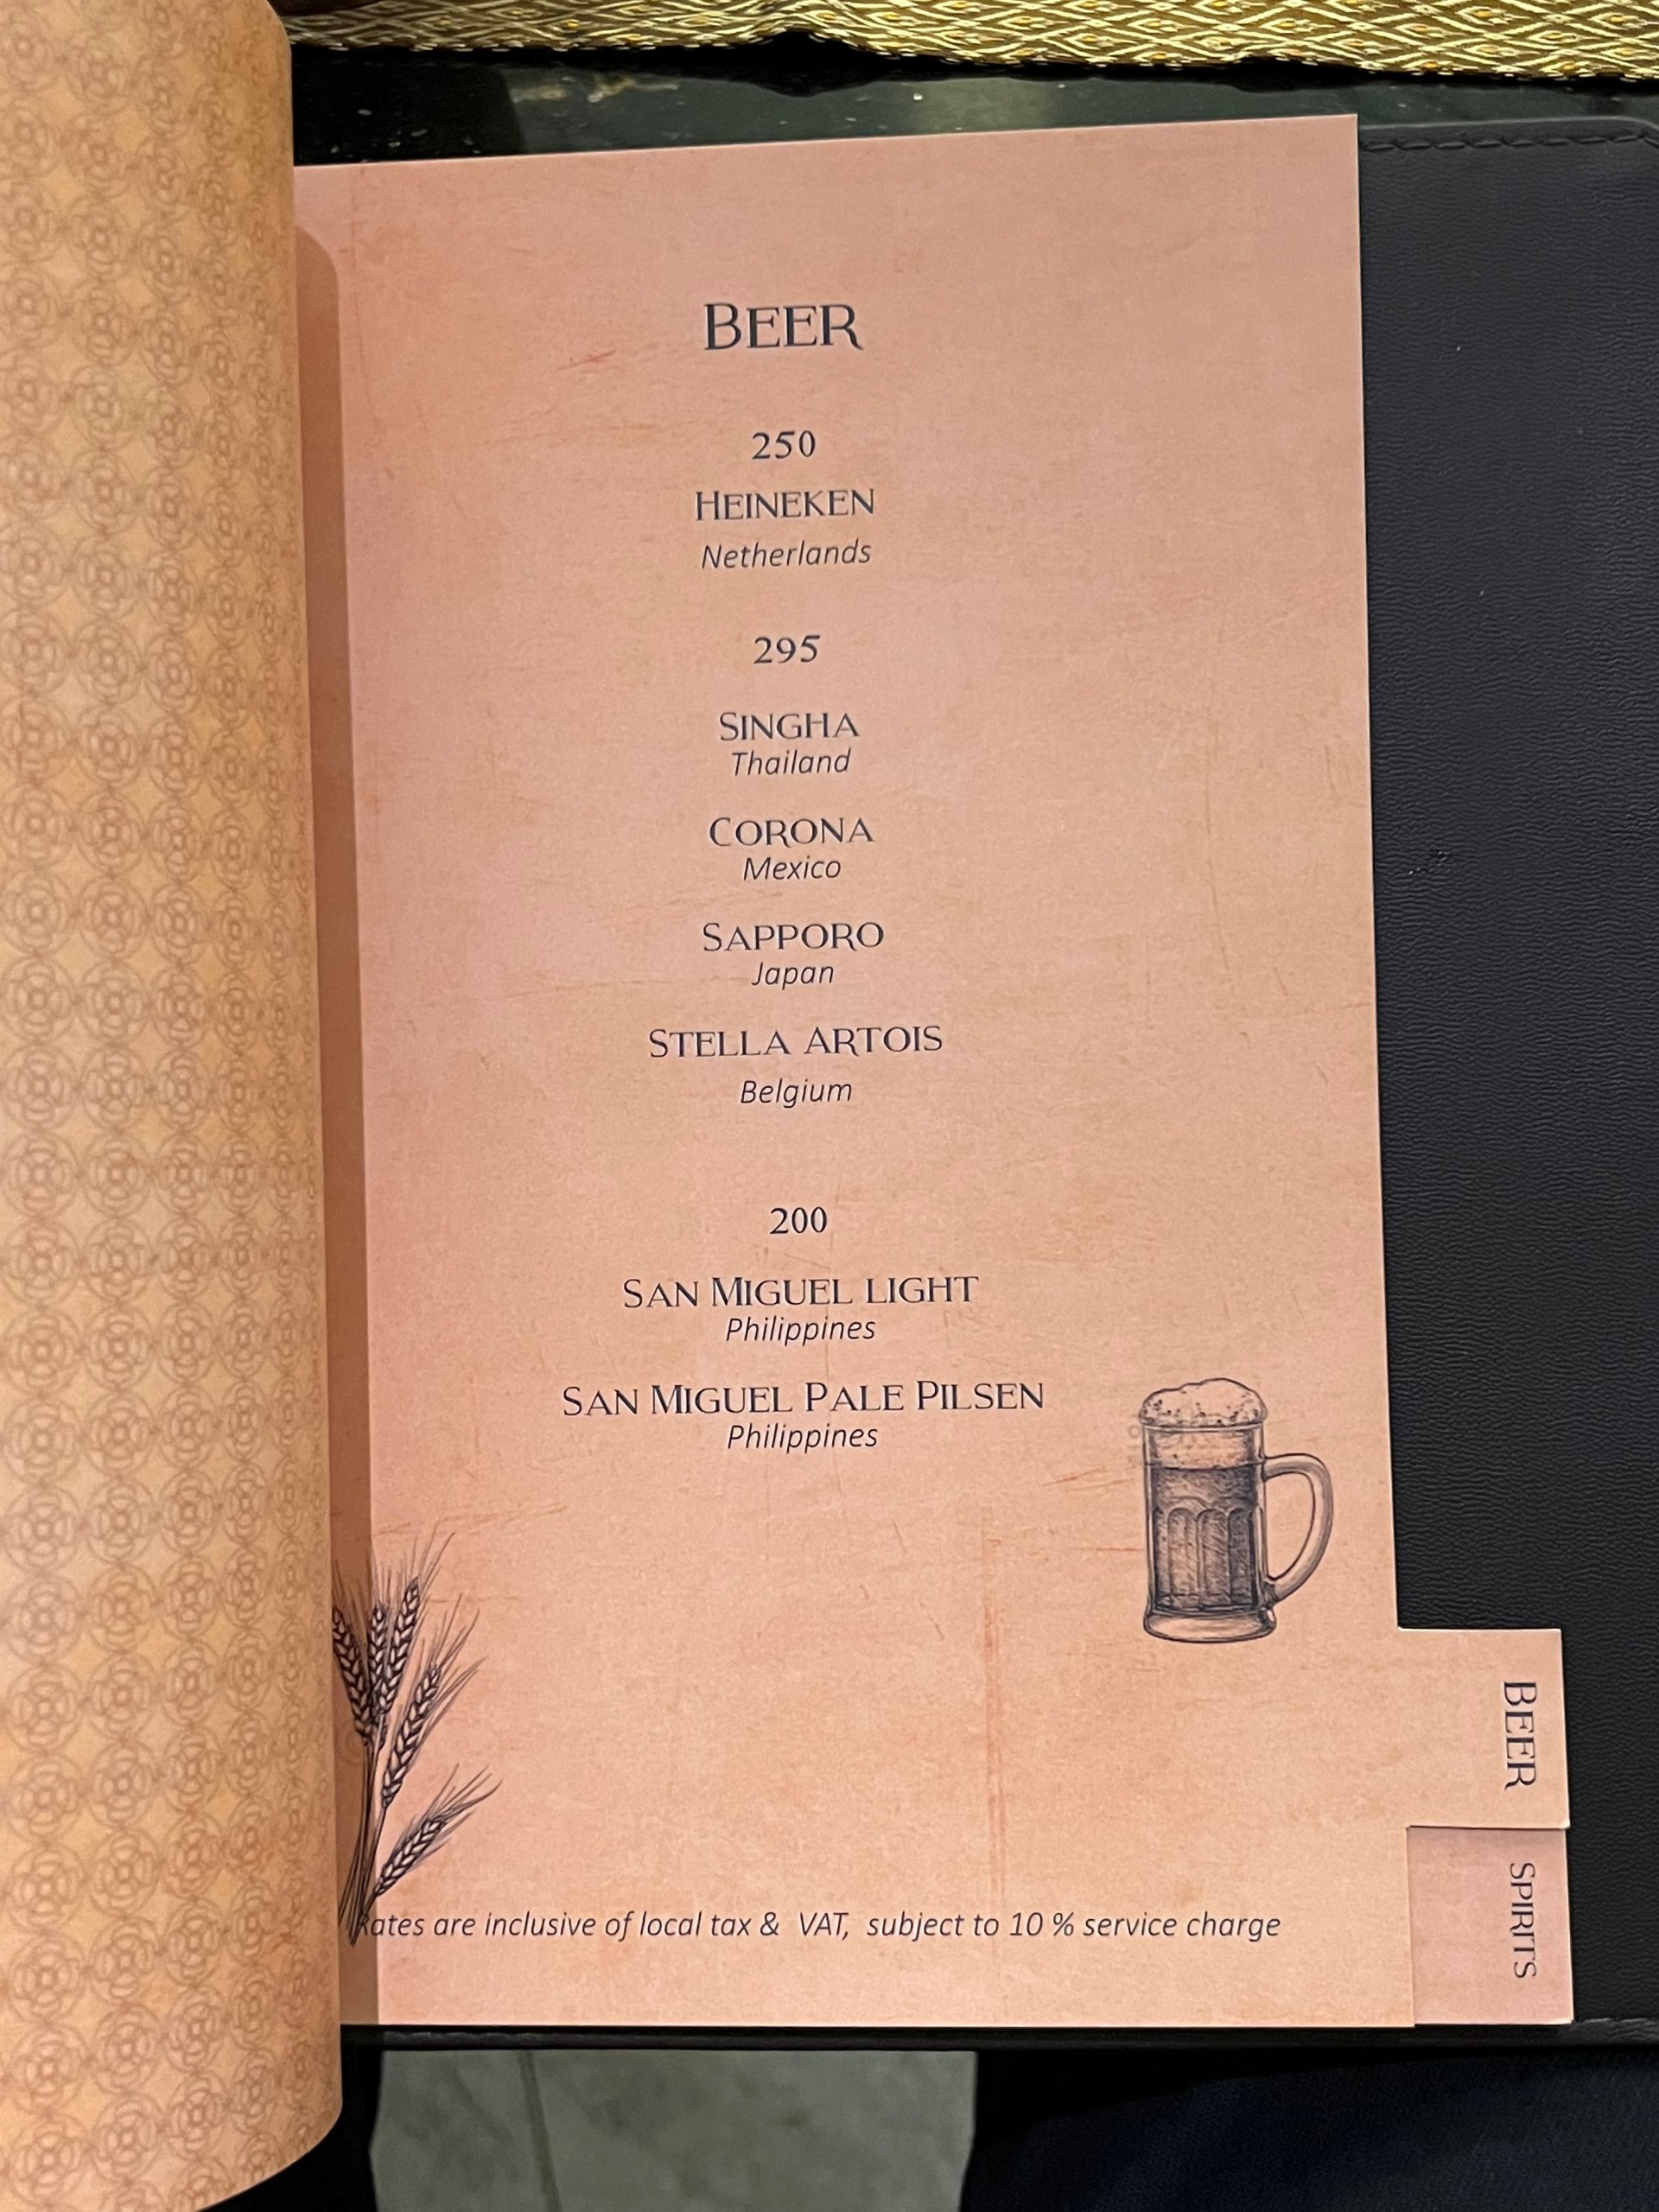 BEER
250
HEINEKEN
Netherlands
295
SINGHA
Thailand
CORONA
Mexico
SAPPORO
Japan
STELLA ARTOIS
Belgium
200
SAN MIGUEL LIGHT
Philippines
SAN MIGUEL PALE PILSEN
Philippines
Rates are inclusive of local tax & VAT, subject to 10 % service charge
BEER
SPIRITS